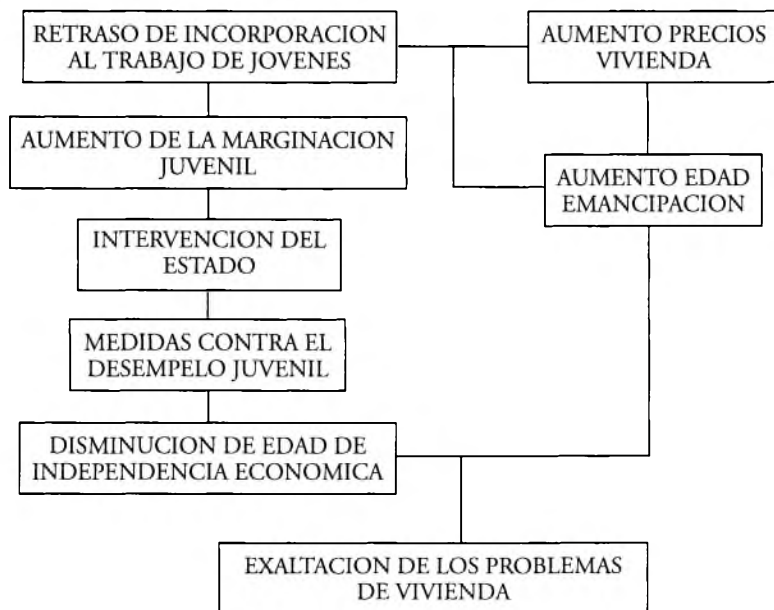 RETRASO DE INCORPORACION
AL TRABAJO DE JOVENES
AUMENTO PRECIOS
VIVIENDA
AUMENTO DE LA MARGINACION
JUVENIL
AUMENTO EDAD
EMANCIPACION
INTERVENCION DEL
ESTADO
MEDIDAS CONTRA EL
DESEMPELO JUVENIL
DISMINUCION DE EDAD DE
INDEPENDENCIA ECONOMICA
EXALTACION DE LOS PROBLEMAS
DE VIVIENDA